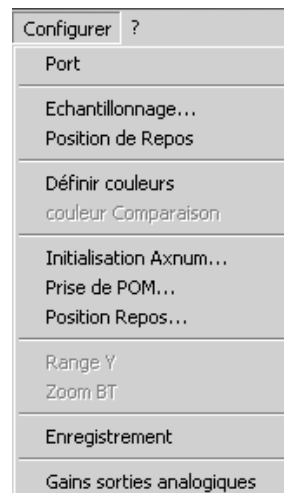 Configurer ?
Port
Echantillonnage...
Position de Repos
Définir couleurs
couleur Comparaison
Initialisation Axnum...
Prise de POM...
Position Repos...
Range Y
Zoom BT
Enregistrement
Gains sorties analogiques